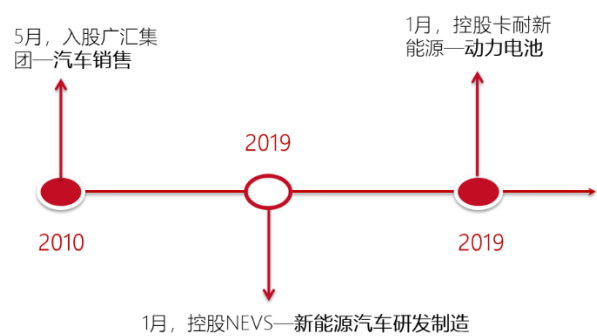 5月，入股广汇集
团—汽车销售
1月，控股卡耐新
能源—动力电池
2019
2010
2019
1月，控股NEVS—新能源汽车研发制造